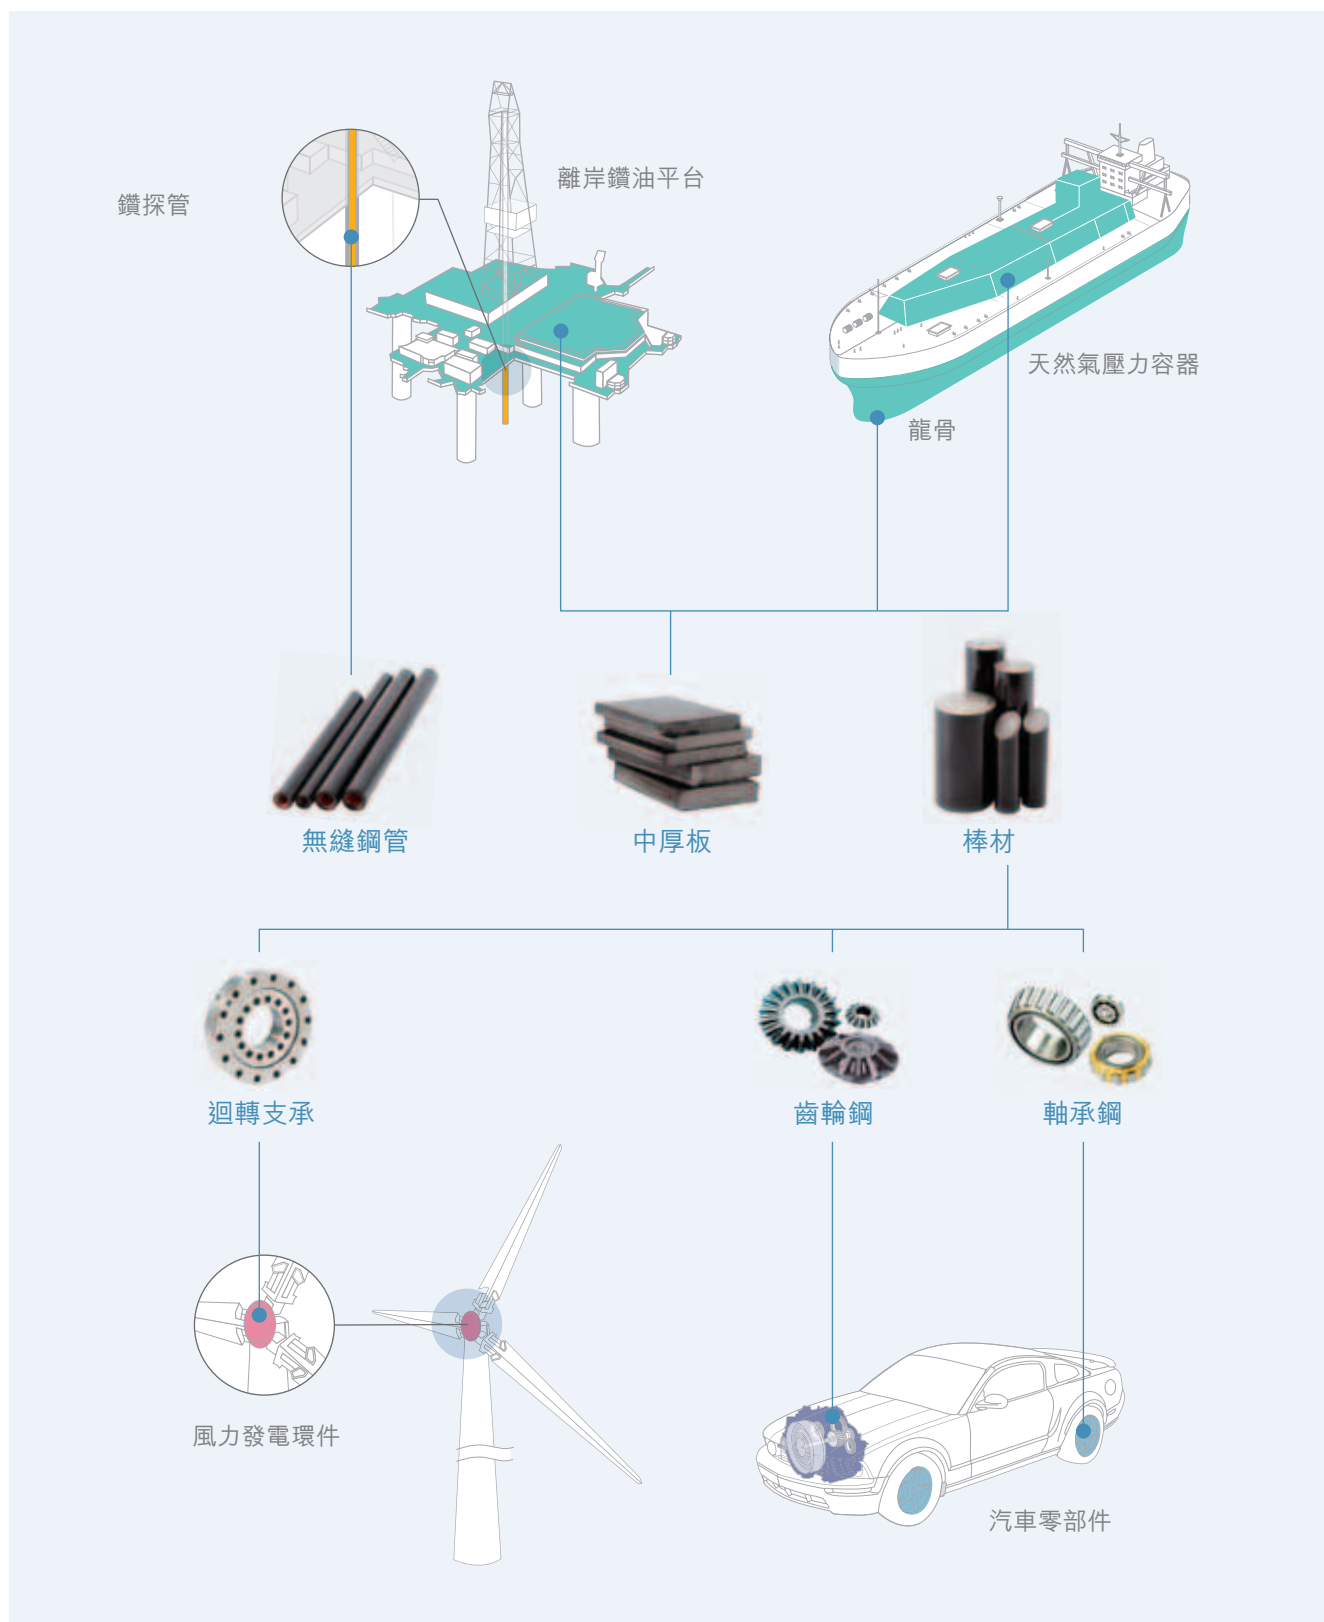 離岸鑽油平台
鑽探管
天然氣壓力容器
龍骨
無縫鋼管
中厚板
棒材
迴轉支承
齒輪鋼
軸承鋼
風力發電環件
汽車零部件